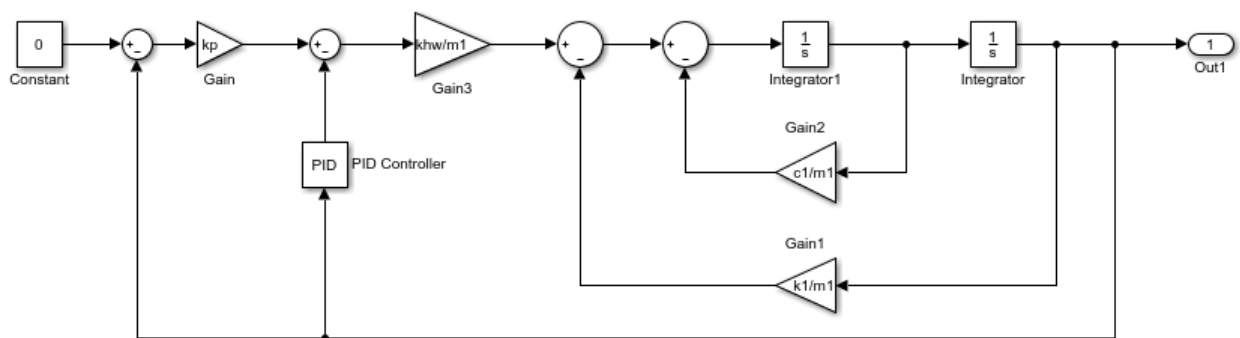 0
Constant
+
−
kp
Gain
+
−
khw/m1
Gain3
+
−
+
−
1
s
Integrator1
1
s
Integrator
1
Out1
Gain2
c1/m1
PID
PID Controller
Gain1
k1/m1